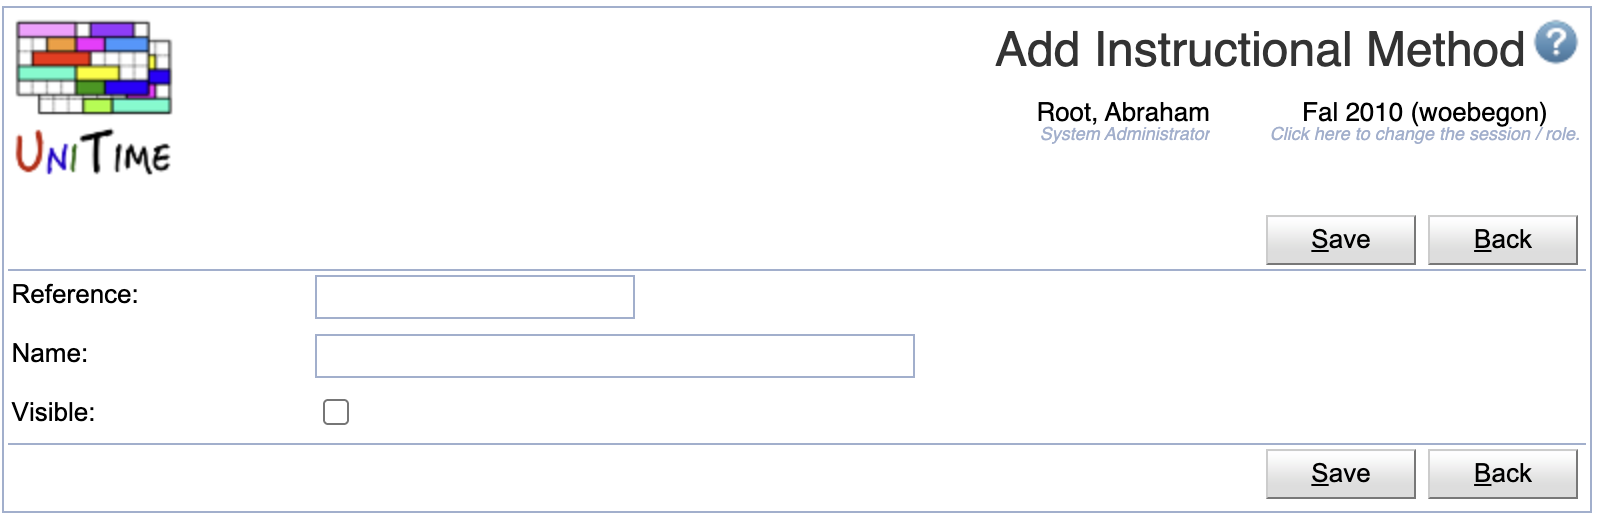 UniTime
Add Instructional Method ?
Root, Abraham
System Administrator
Fal 2010 (woebegon)
Click here to change the session / role.
Save Back
Reference:
Name:
Visible:
Save Back